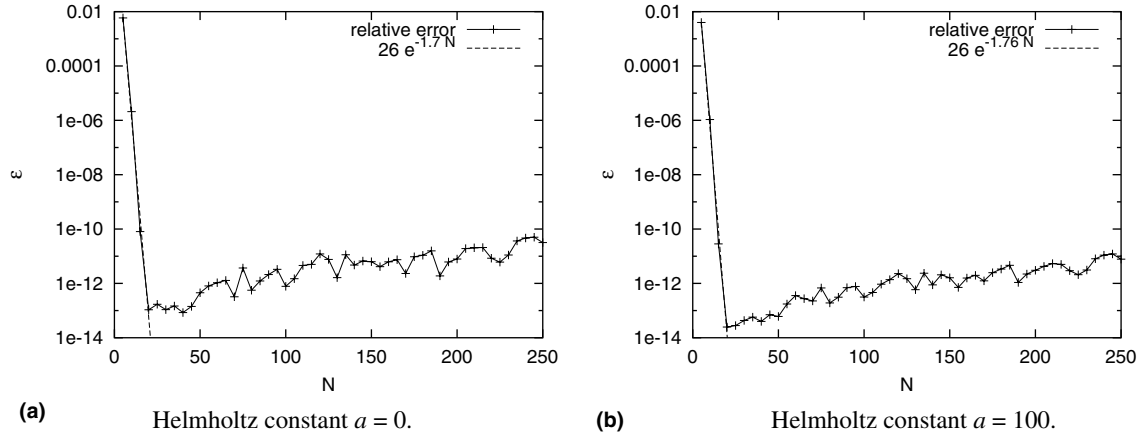 0.01
0.0001
1e-06
1e-08
1e-10
1e-12
1e-14
ε
0 50 100 150 200 250
N
relative error
26 e^-1.7 N
(a) Helmholtz constant a = 0.
0.01
0.0001
1e-06
1e-08
1e-10
1e-12
1e-14
ε
0 50 100 150 200 250
N
relative error
26 e^-1.76 N
(b) Helmholtz constant a = 100.